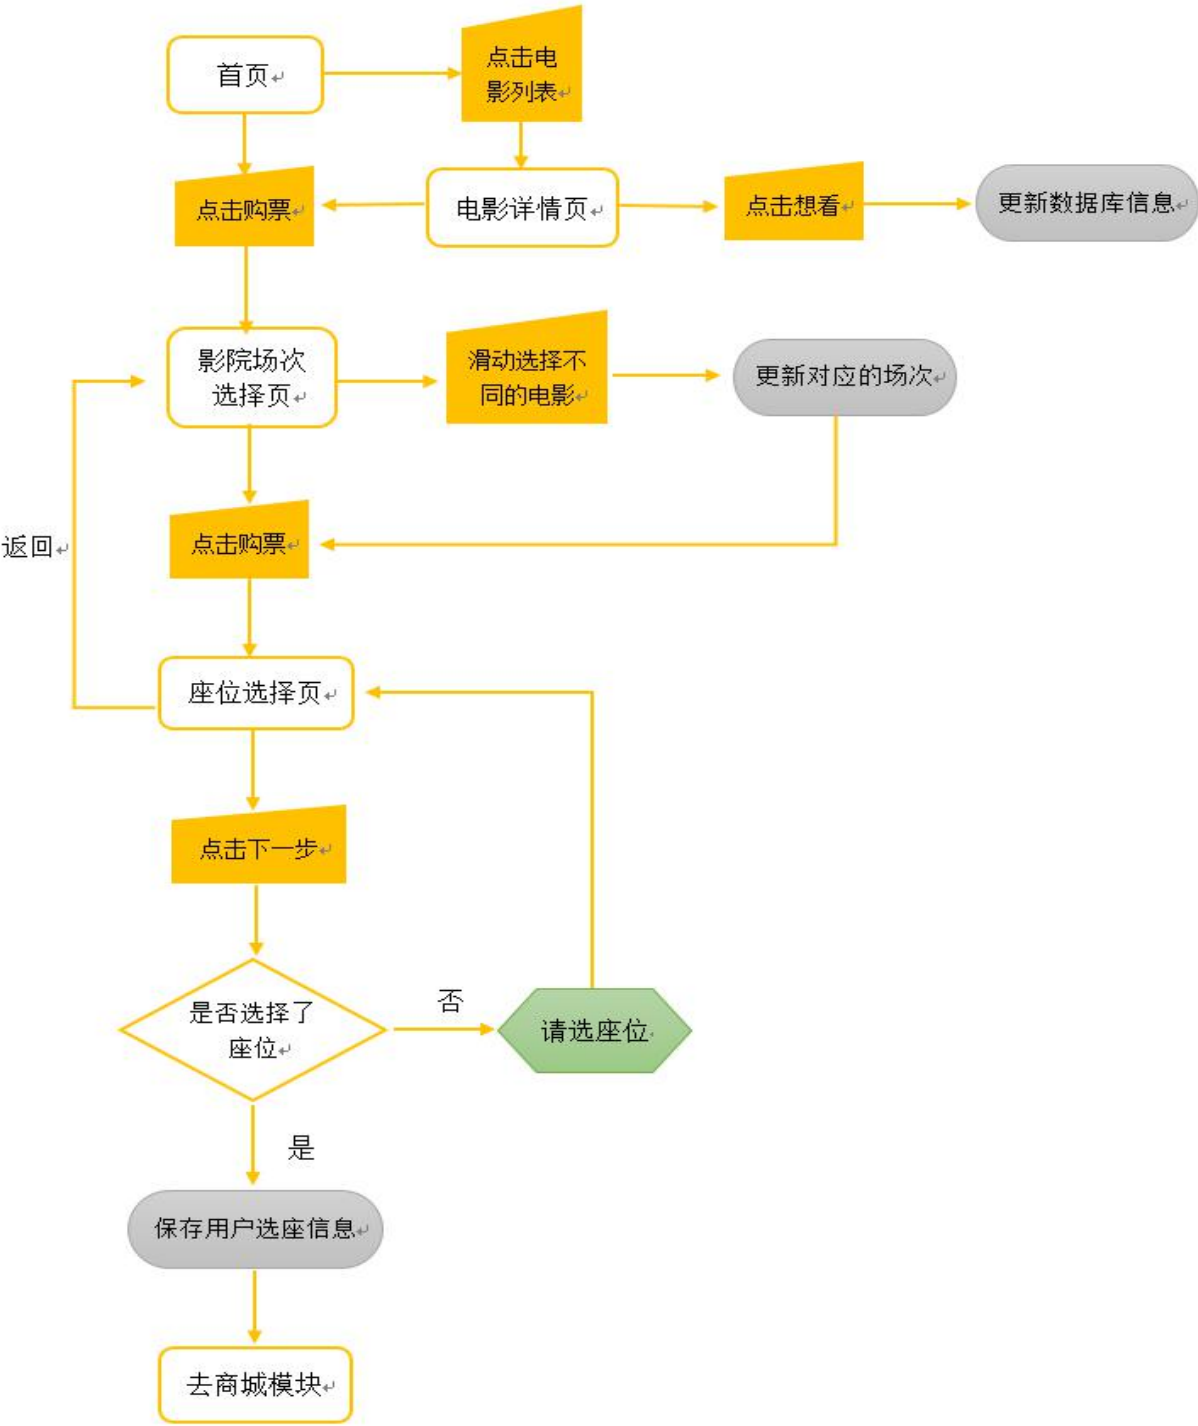 首页
点击电
影列表
点击购票
电影详情页
点击想看
更新数据库信息
影院场次
选择页
滑动选择不
同的电影
更新对应的场次
返回
点击购票
座位选择页
点击下一步
是否选择了
座位
否
请选座位
是
保存用户选座信息
去商城模块